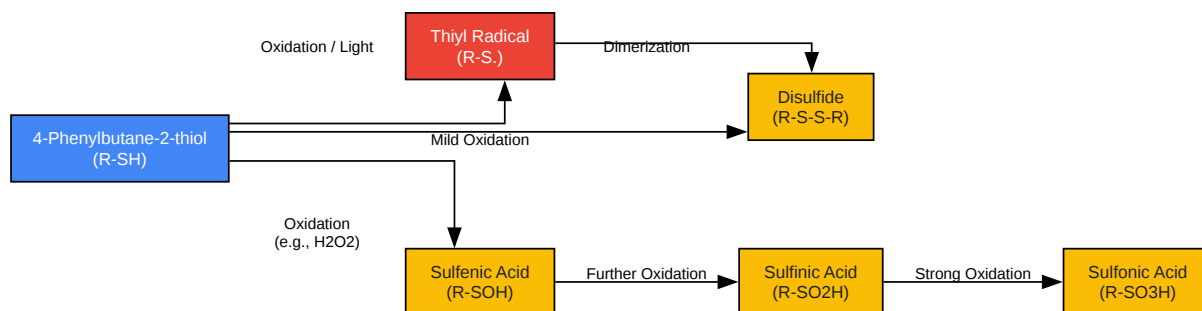 Oxidation / Light
Thiyl Radical
(R-S.)
Dimerization
Disulfide
(R-S-S-R)
4-Phenylbutane-2-thiol
(R-SH)
Mild Oxidation
Oxidation
(e.g., H2O2)
Sulfenic Acid
(R-SOH)
Further Oxidation
Sulfinic Acid
(R-SO2H)
Strong Oxidation
Sulfonic Acid
(R-SO3H)